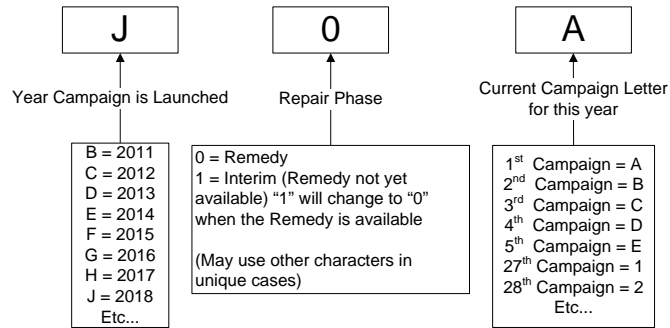 J 0 A
Year Campaign is Launched
Repair Phase
Current Campaign Letter
for this year
B = 2011
C = 2012
D = 2013
E = 2014
F = 2015
G = 2016
H = 2017
J = 2018
Etc...
0 = Remedy
1 = Interim (Remedy not yet
available) “1” will change to “0”
when the Remedy is available
(May use other characters in
unique cases)
1st Campaign = A
2nd Campaign = B
3rd Campaign = C
4th Campaign = D
5th Campaign = E
27th Campaign = 1
28th Campaign = 2
Etc...